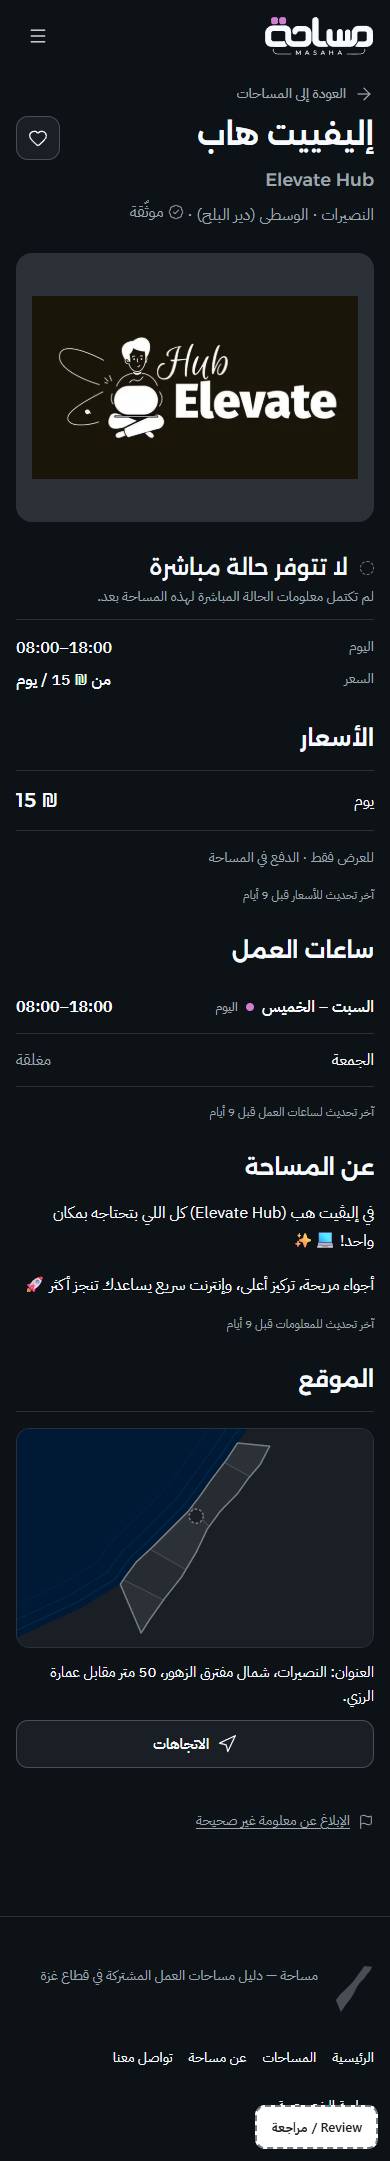 مساحة
MASAHA
العودة إلى المساحات
إليفييت هاب
Elevate Hub
النصيرات · الوسطى (دير البلح) · موثّقة
Hub
Elevate
لا تتوفر حالة مباشرة
لم تكتمل معلومات الحالة المباشرة لهذه المساحة بعد.
اليوم 08:00–18:00
السعر من ₪ 15 / يوم
الأسعار
يوم ₪ 15
للعرض فقط · الدفع في المساحة
آخر تحديث للأسعار قبل 9 أيام
ساعات العمل
السبت – الخميس اليوم 08:00–18:00
الجمعة مغلقة
آخر تحديث لساعات العمل قبل 9 أيام
عن المساحة
في إليڤيت هب (Elevate Hub) كل اللي بتحتاجه بمكان
واحد! 💻 ✨
أجواء مريحة، تركيز أعلى، وإنترنت سريع يساعدك تنجز أكثر 🚀
آخر تحديث للمعلومات قبل 9 أيام
الموقع
العنوان: النصيرات، شمال مفترق الزهور، 50 متر مقابل عمارة
الرزي.
الاتجاهات
الإبلاغ عن معلومة غير صحيحة
مساحة — دليل مساحات العمل المشتركة في قطاع غزة
الرئيسية المساحات عن مساحة تواصل معنا
مراجعة / Review